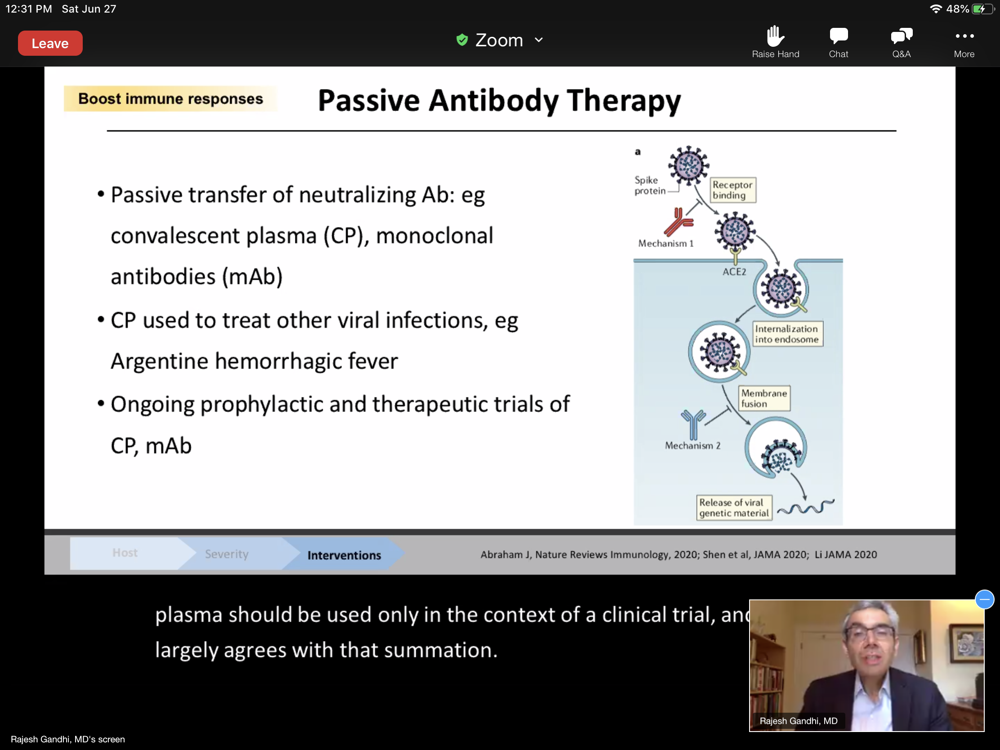 12:31 PM Sat Jun 27
48%
Leave
Zoom
Raise Hand
Chat
Q&A
More
Boost immune responses
Passive Antibody Therapy
• Passive transfer of neutralizing Ab: eg
convalescent plasma (CP), monoclonal
antibodies (mAb)
• CP used to treat other viral infections, eg
Argentine hemorrhagic fever
• Ongoing prophylactic and therapeutic trials of
CP, mAb
a
Spike
protein
Receptor
binding
Mechanism 1
ACE2
Internalization
into endosome
Membrane
fusion
Mechanism 2
Release of viral
genetic material
Host
Severity
Interventions
Abraham J, Nature Reviews Immunology, 2020; Shen et al, JAMA 2020; Li JAMA 2020
plasma should be used only in the context of a clinical trial,
largely agrees with that summation.
Rajesh Gandhi, MD
Rajesh Gandhi, MD's screen